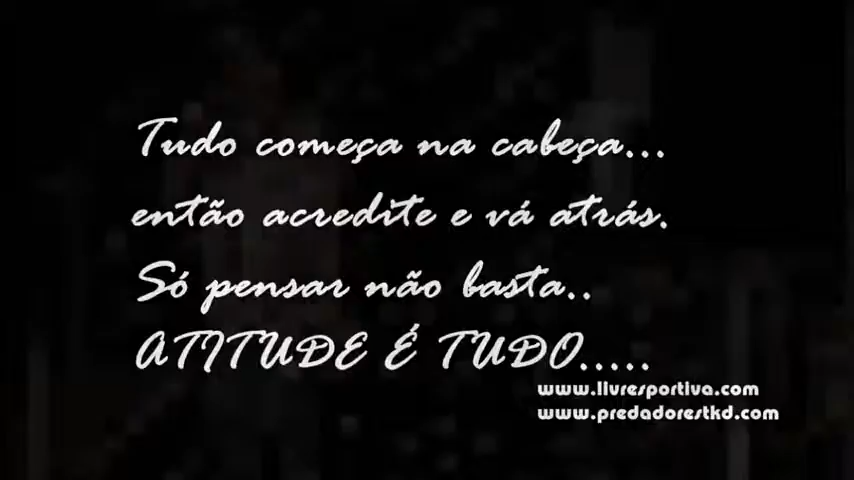 Tudo começa na cabeça...
então acredite e vá atrás.
Só pensar não basta..
ATITUDE É TUDO.....
www.livresportiva.com
www.predadorestkd.com